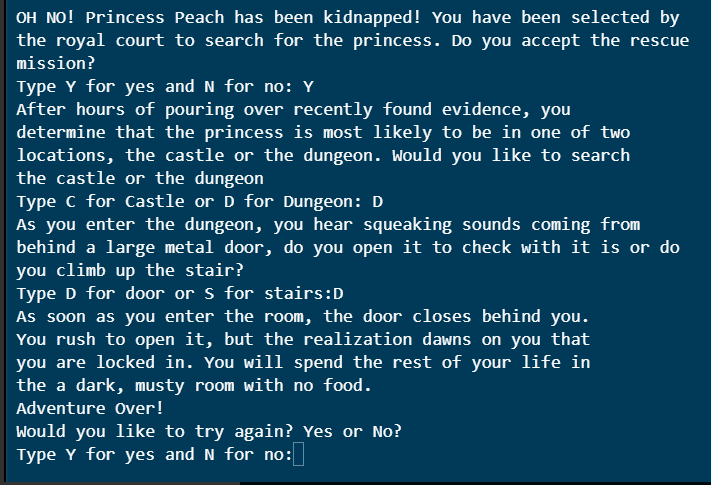 OH NO! Princess Peach has been kidnapped! You have been selected by
the royal court to search for the princess. Do you accept the rescue
mission?
Type Y for yes and N for no: Y
After hours of pouring over recently found evidence, you
determine that the princess is most likely to be in one of two
locations, the castle or the dungeon. Would you like to search
the castle or the dungeon
Type C for Castle or D for Dungeon: D
As you enter the dungeon, you hear squeaking sounds coming from
behind a large metal door, do you open it to check with it is or do
you climb up the stair?
Type D for door or S for stairs:D
As soon as you enter the room, the door closes behind you.
You rush to open it, but the realization dawns on you that
you are locked in. You will spend the rest of your life in
the a dark, musty room with no food.
Adventure Over!
Would you like to try again? Yes or No?
Type Y for yes and N for no: